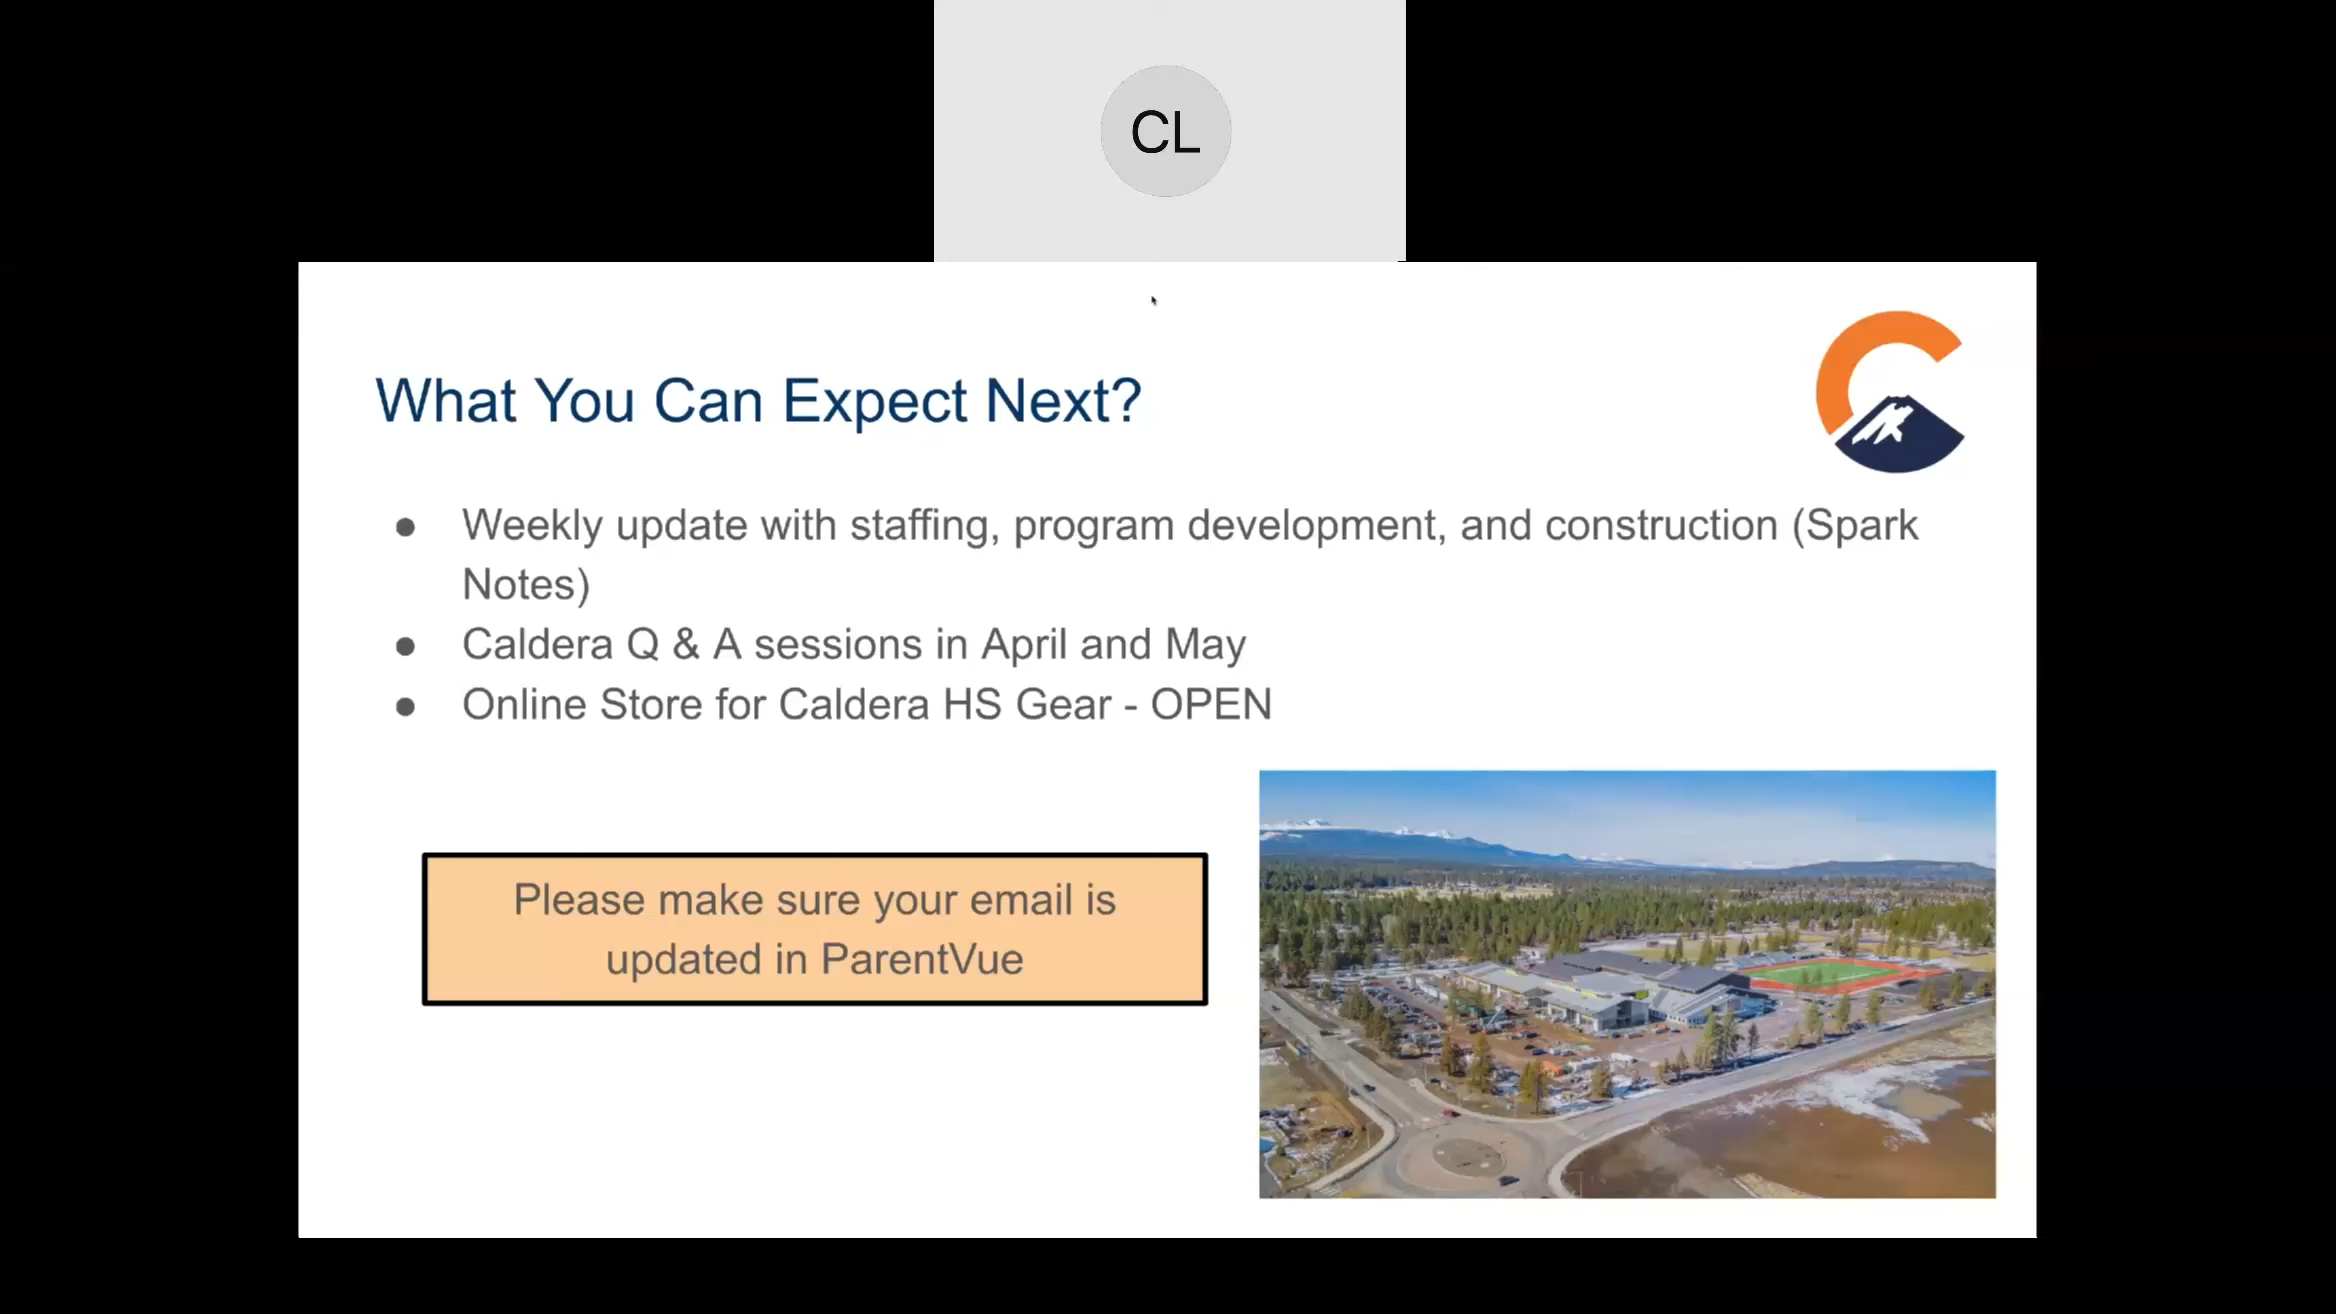 CL
What You Can Expect Next?
● Weekly update with staffing, program development, and construction (Spark
Notes)
● Caldera Q & A sessions in April and May
● Online Store for Caldera HS Gear - OPEN
Please make sure your email is
updated in ParentVue